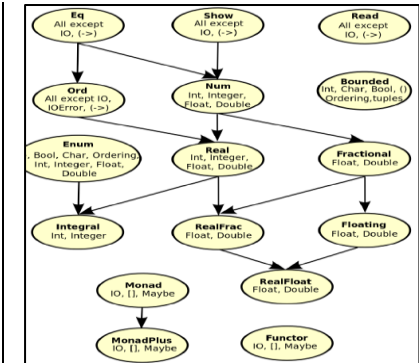 Eq
All except
IO, (->)
Show
All except
IO, (->)
Read
All except
IO, (->)
Ord
All except IO,
IOError, (->)
Num
Int, Integer,
Float, Double
Bounded
Int, Char, Bool, ()
Ordering,tuples
Enum
, Bool, Char, Ordering,
Int, Integer, Float,
Double
Real
Int, Integer,
Float, Double
Fractional
Float, Double
Integral
Int, Integer
RealFrac
Float, Double
Floating
Float, Double
Monad
IO, [], Maybe
RealFloat
Float, Double
MonadPlus
IO, [], Maybe
Functor
IO, [], Maybe